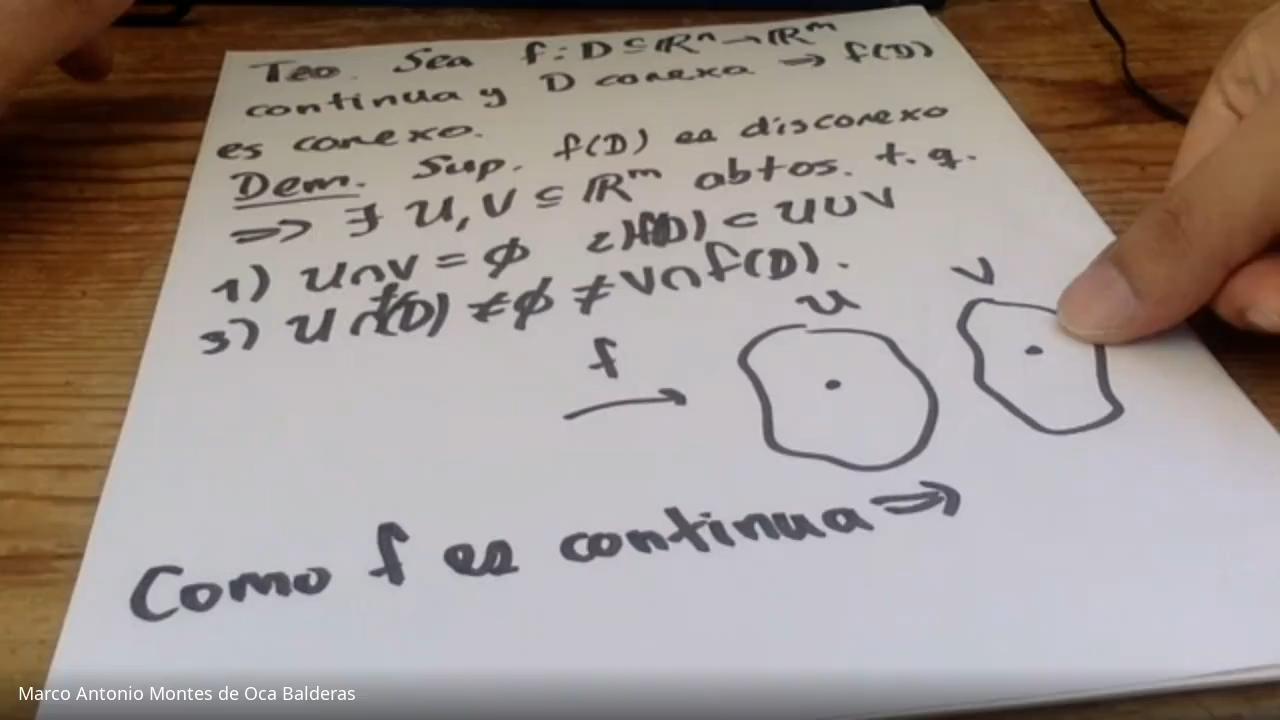 Teo. Sea f: D ⊆ ℝⁿ → ℝᵐ
continua y D conexa ⇒ f(D)
es conexo.
Dem. Sup. f(D) es disconexo
⇒ ∃ U, V ⊆ ℝᵐ abtos. t.q.
1) U∩V = ∅ 2) f(D) ⊂ U∪V
3) U∩f(D) ≠ ∅ ≠ V∩f(D).
V
U
f
Como f es continua ⇒
Marco Antonio Montes de Oca Balderas